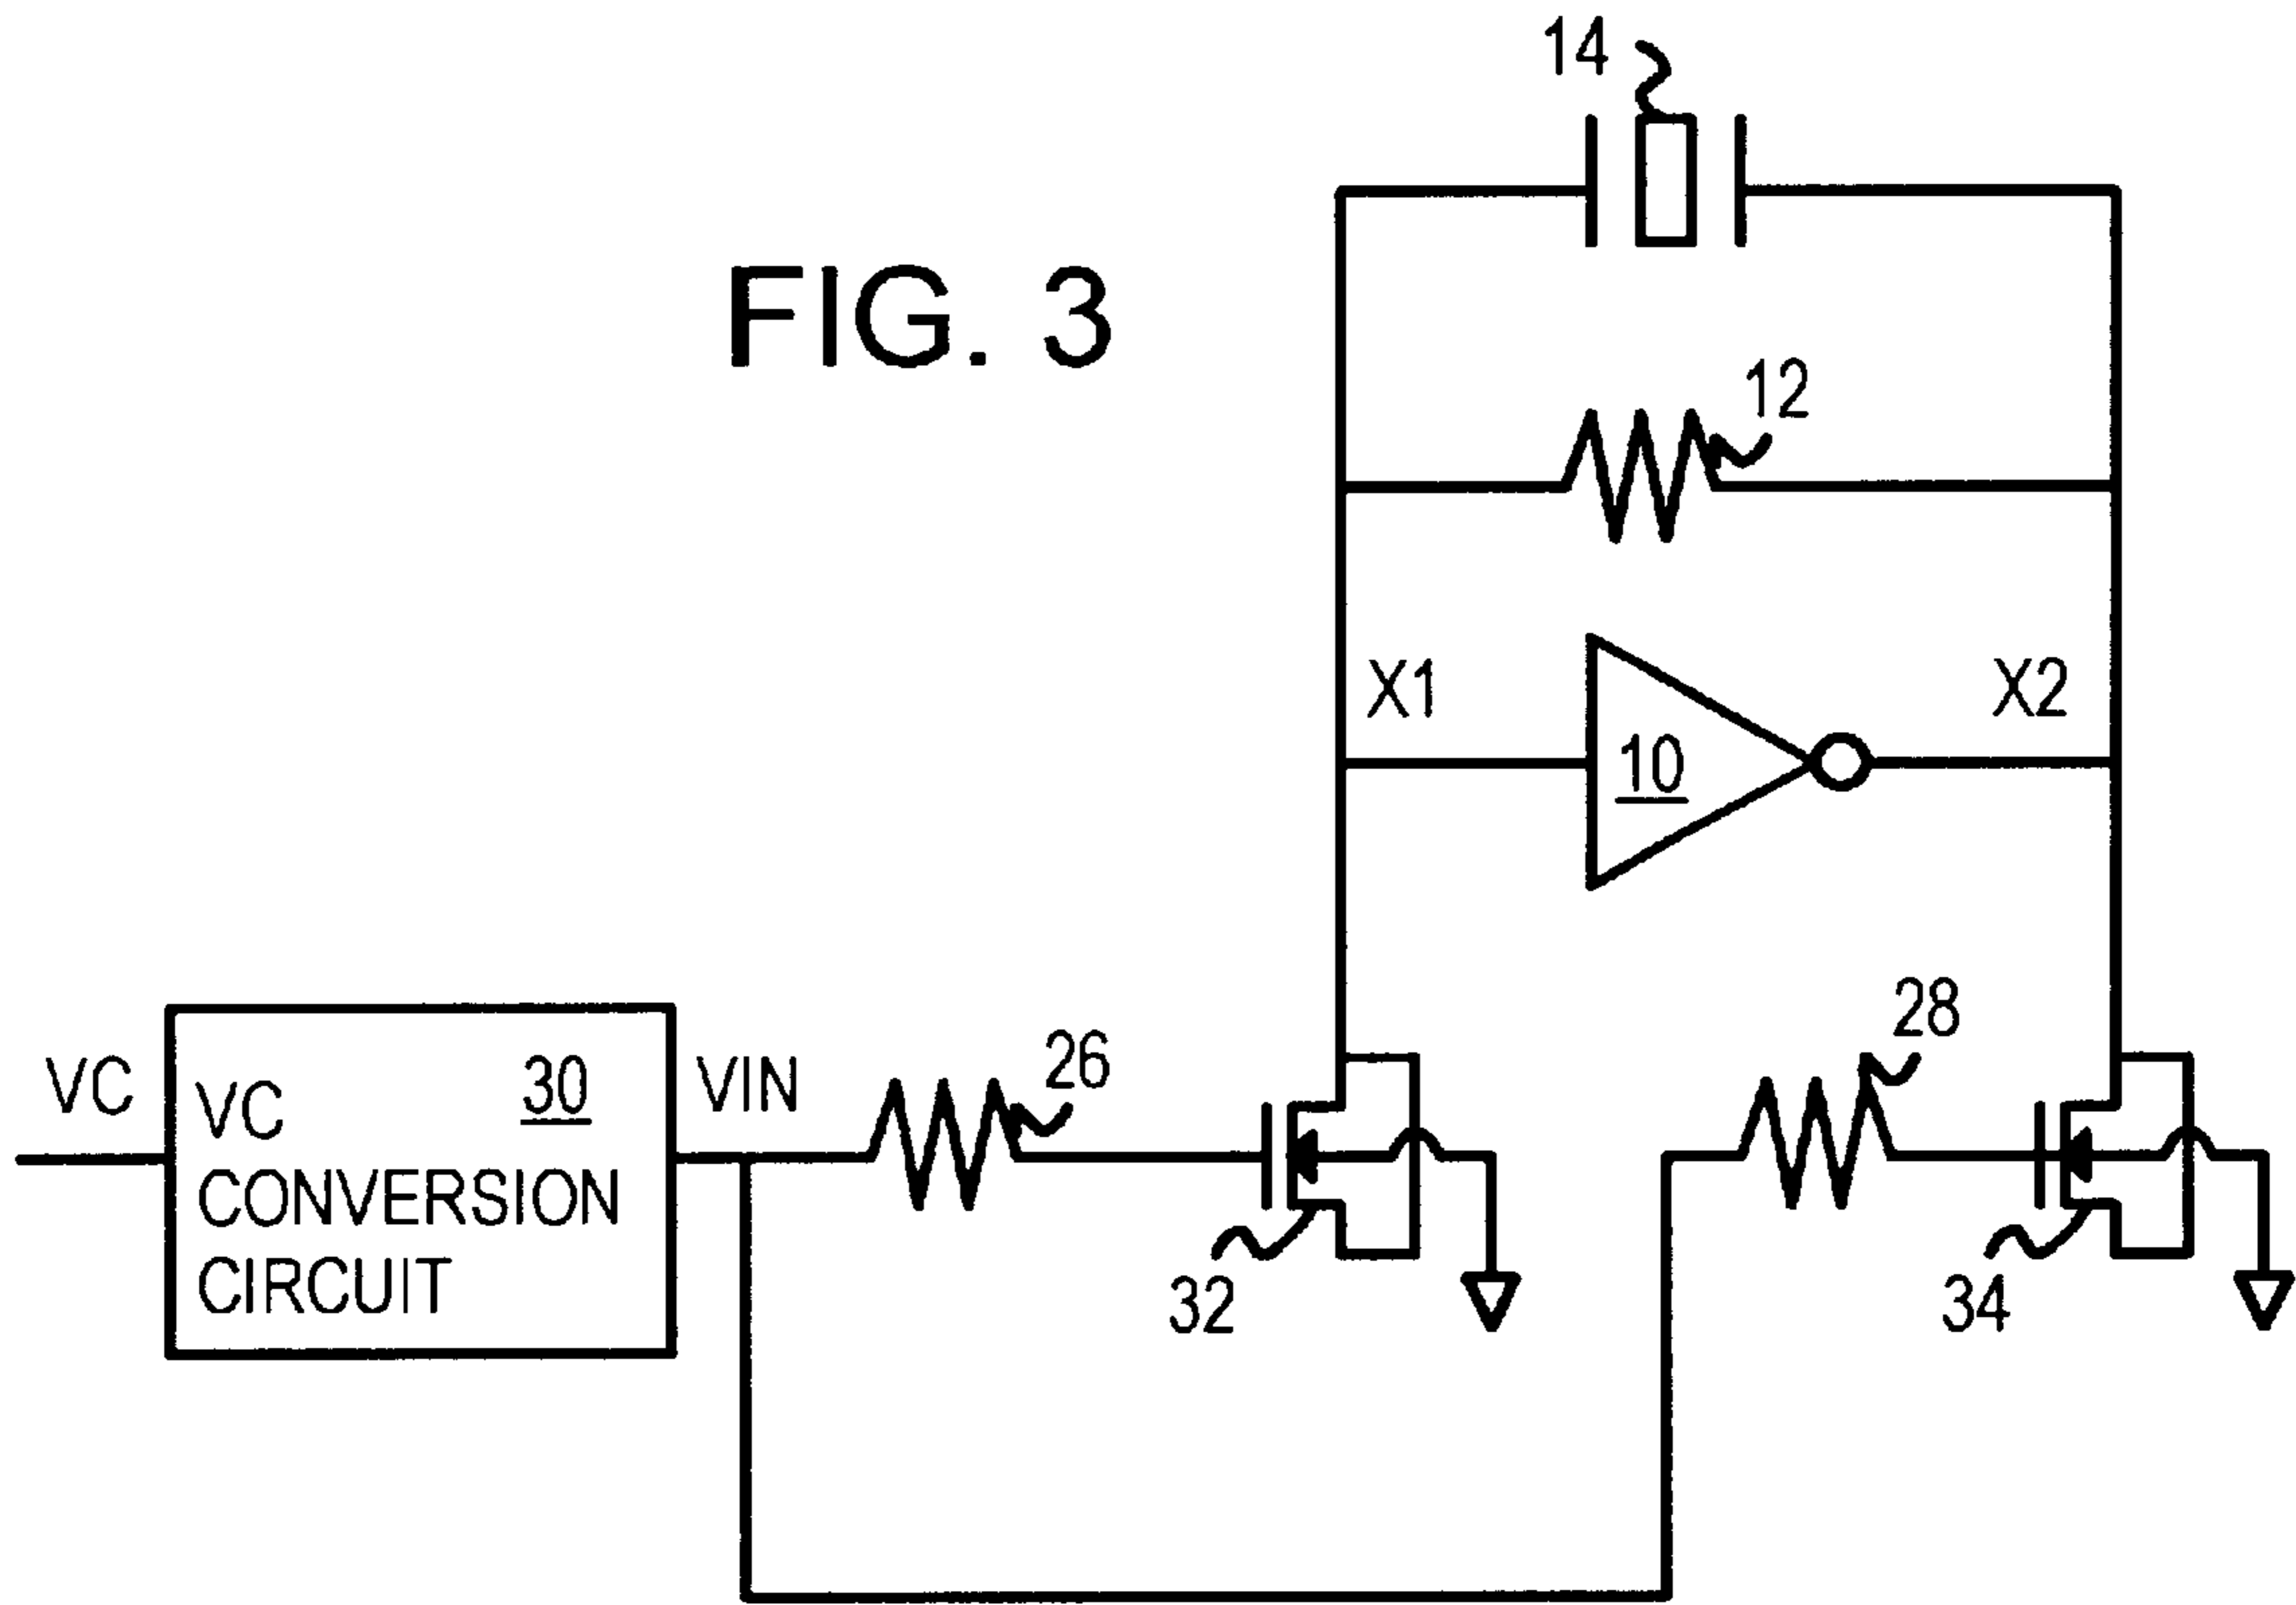 14
FIG. 3
12
X1
X2
10
28
VC
VC
CONVERSION
CIRCUIT
30
VIN
26
32
34